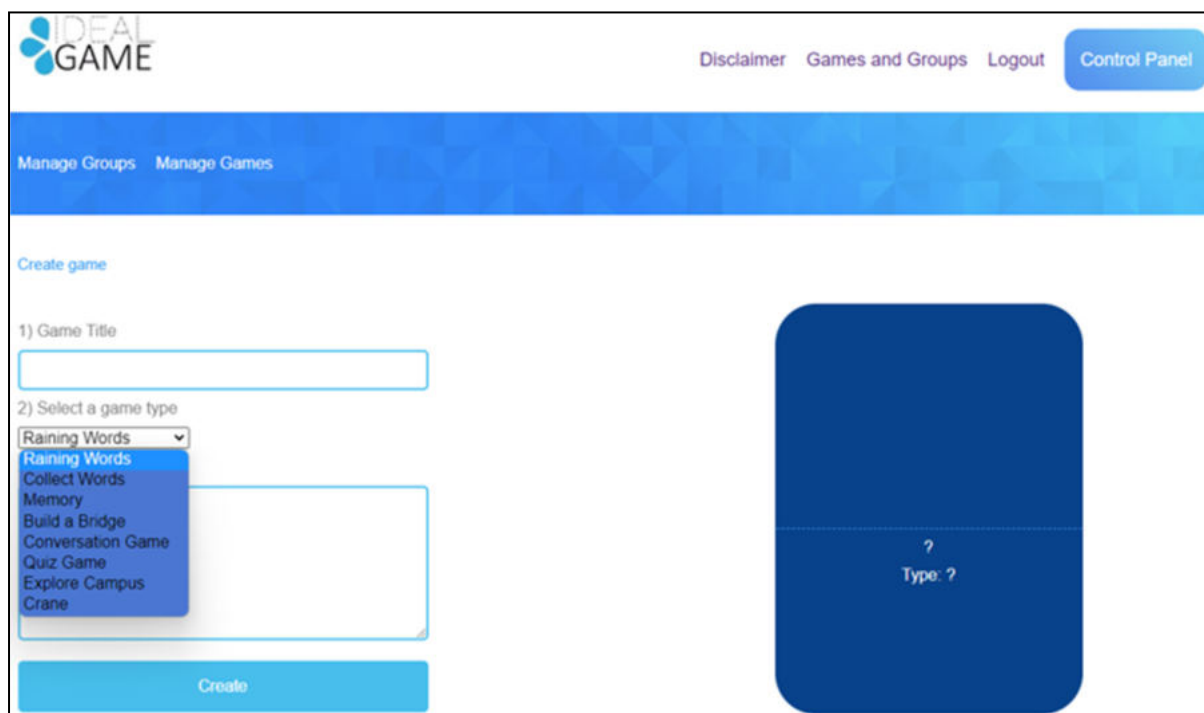 IDEAL
GAME
Disclaimer Games and Groups Logout Control Panel
Manage Groups Manage Games
Create game
1) Game Title
2) Select a game type
Raining Words
Raining Words
Collect Words
Memory
Build a Bridge
Conversation Game
Quiz Game
Explore Campus
Crane
?
Type: ?
Create